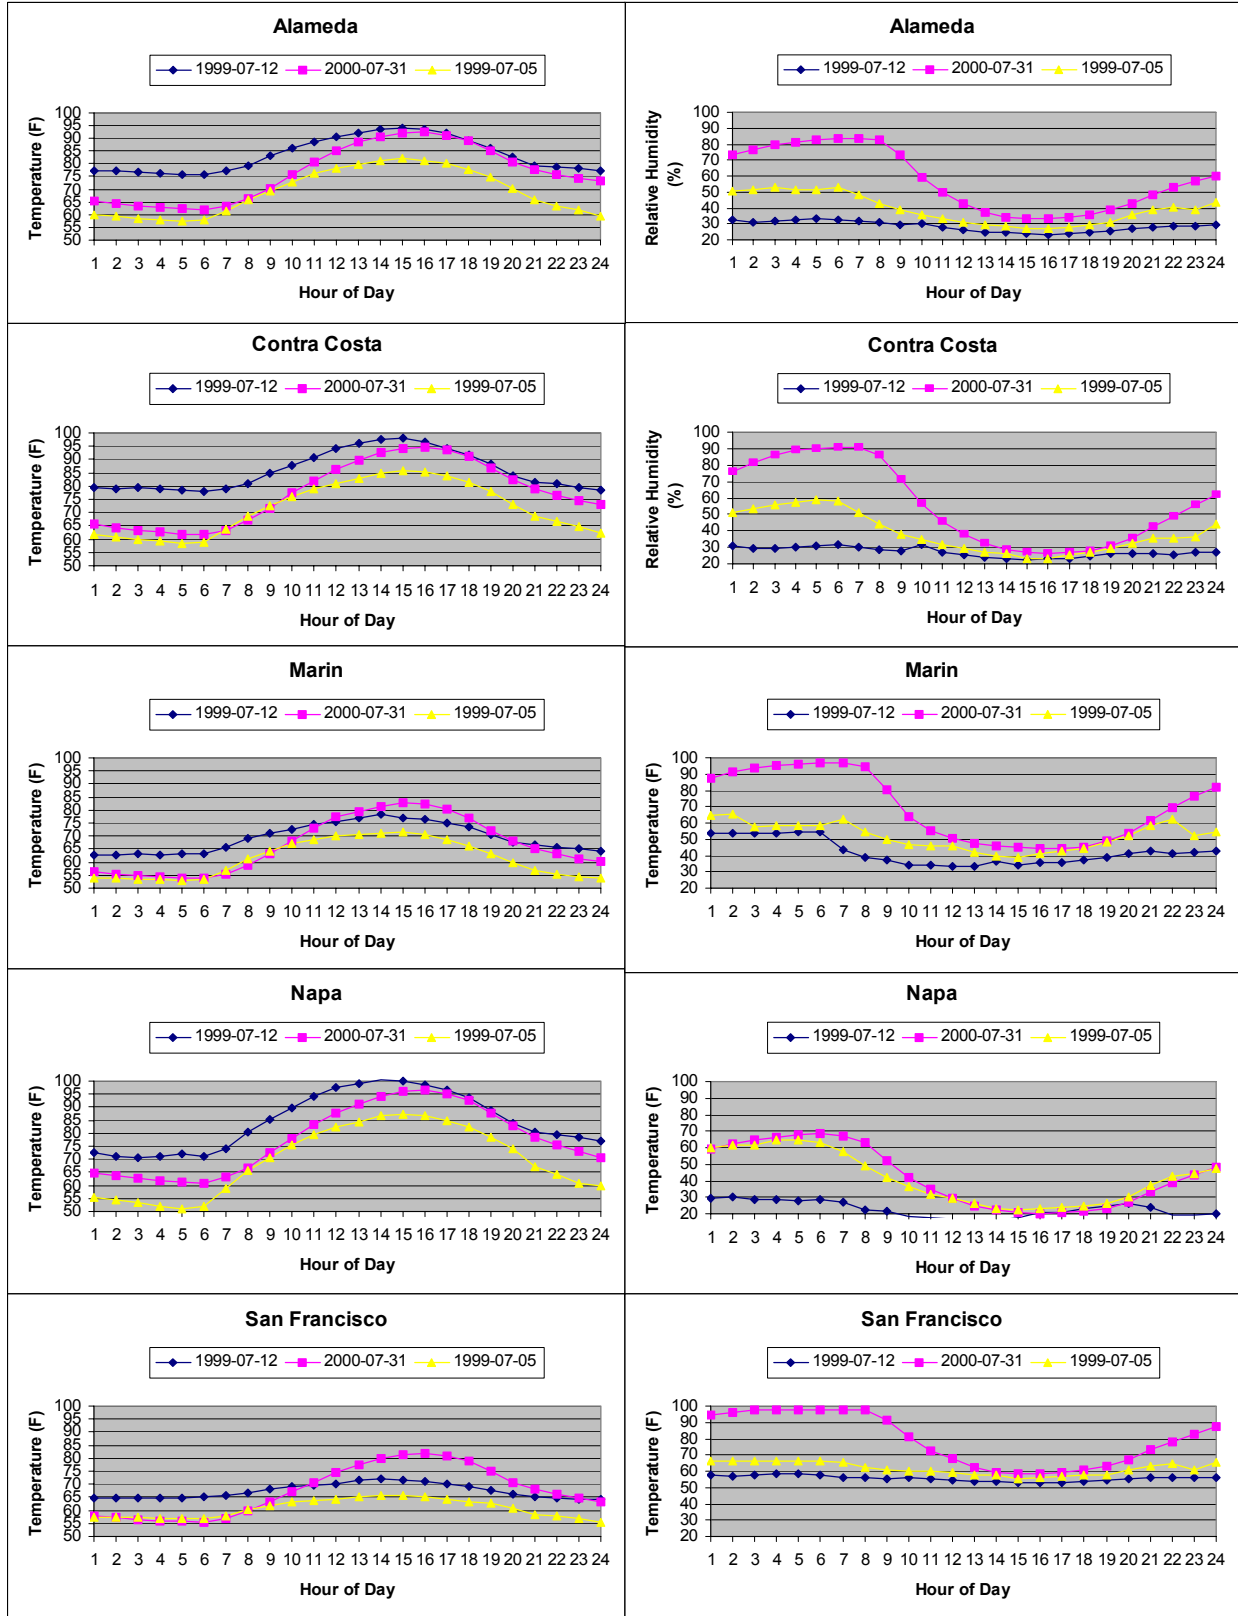 Alameda
1999-07-12 2000-07-31 1999-07-05
Temperature (F)
100
95
90
85
80
75
70
65
60
55
50
1 2 3 4 5 6 7 8 9 10 11 12 13 14 15 16 17 18 19 20 21 22 23 24
Hour of Day
Alameda
1999-07-12 2000-07-31 1999-07-05
Relative Humidity
(%)
100
90
80
70
60
50
40
30
20
1 2 3 4 5 6 7 8 9 10 11 12 13 14 15 16 17 18 19 20 21 22 23 24
Hour of Day
Contra Costa
1999-07-12 2000-07-31 1999-07-05
Temperature (F)
100
95
90
85
80
75
70
65
60
55
50
1 2 3 4 5 6 7 8 9 10 11 12 13 14 15 16 17 18 19 20 21 22 23 24
Hour of Day
Contra Costa
1999-07-12 2000-07-31 1999-07-05
Relative Humidity
(%)
100
90
80
70
60
50
40
30
20
1 2 3 4 5 6 7 8 9 10 11 12 13 14 15 16 17 18 19 20 21 22 23 24
Hour of Day
Marin
1999-07-12 2000-07-31 1999-07-05
Temperature (F)
100
95
90
85
80
75
70
65
60
55
50
1 2 3 4 5 6 7 8 9 10 11 12 13 14 15 16 17 18 19 20 21 22 23 24
Hour of Day
Marin
1999-07-12 2000-07-31 1999-07-05
Temperature (F)
100
90
80
70
60
50
40
30
20
1 2 3 4 5 6 7 8 9 10 11 12 13 14 15 16 17 18 19 20 21 22 23 24
Hour of Day
Napa
1999-07-12 2000-07-31 1999-07-05
Temperature (F)
100
95
90
85
80
75
70
65
60
55
50
1 2 3 4 5 6 7 8 9 10 11 12 13 14 15 16 17 18 19 20 21 22 23 24
Hour of Day
Napa
1999-07-12 2000-07-31 1999-07-05
Temperature (F)
100
90
80
70
60
50
40
30
20
1 2 3 4 5 6 7 8 9 10 11 12 13 14 15 16 17 18 19 20 21 22 23 24
Hour of Day
San Francisco
1999-07-12 2000-07-31 1999-07-05
Temperature (F)
100
95
90
85
80
75
70
65
60
55
50
1 2 3 4 5 6 7 8 9 10 11 12 13 14 15 16 17 18 19 20 21 22 23 24
Hour of Day
San Francisco
1999-07-12 2000-07-31 1999-07-05
Temperature (F)
100
90
80
70
60
50
40
30
20
1 2 3 4 5 6 7 8 9 10 11 12 13 14 15 16 17 18 19 20 21 22 23 24
Hour of Day